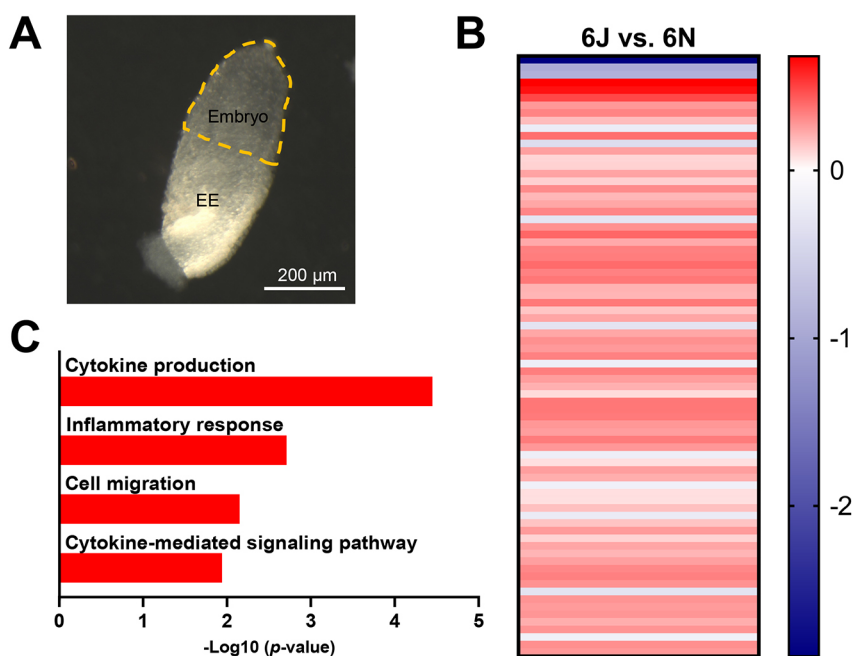 A
Embryo
EE
200 µm
B
6J vs. 6N
0
-1
-2
C
Cytokine production
Inflammatory response
Cell migration
Cytokine-mediated signaling pathway
0 1 2 3 4 5
-Log10 (p-value)